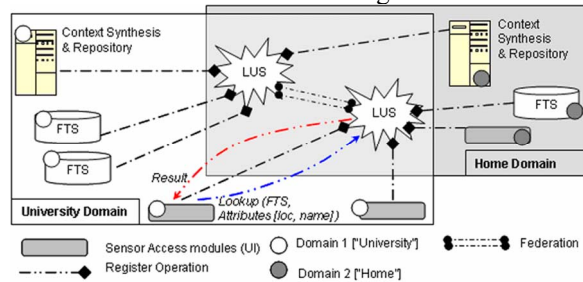 Context Synthesis
& Repository
LUS
Context
Synthesis
& Repository
FTS
LUS
FTS
FTS
Home Domain
Result
Lookup (FTS,
Attributes [loc, name] )
University Domain
Sensor Access modules (UI)
Domain 1 ["University"]
Federation
Register Operation
Domain 2 ["Home"]